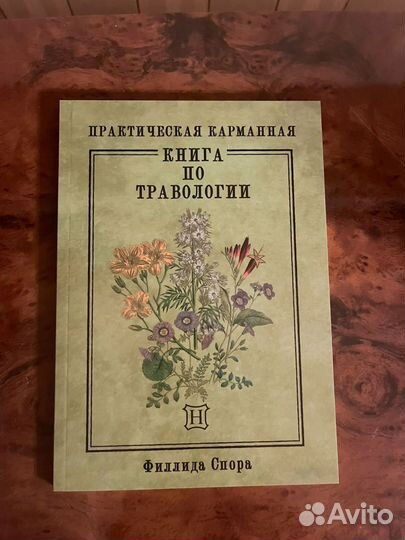 ПРАКТИЧЕСКАЯ КАРМАННАЯ
КНИГА
ПО
ТРАВОЛОГИИ
H
Филлида Спора
Avito